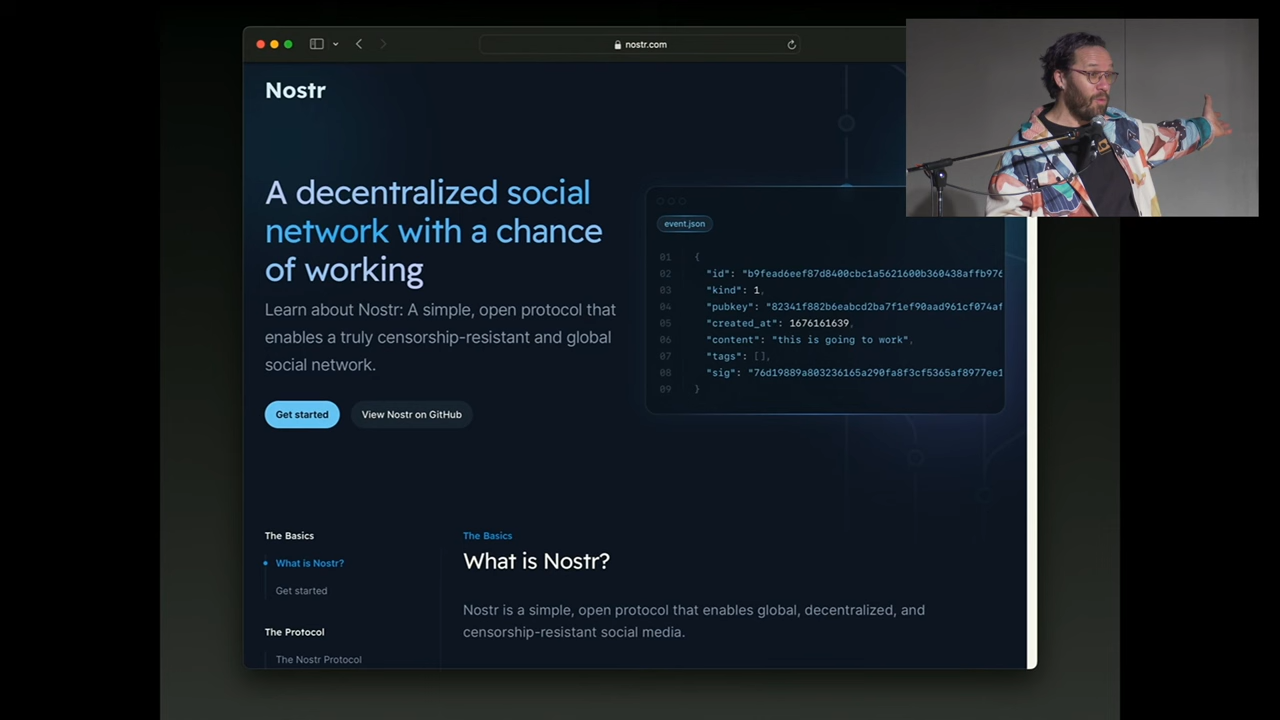 nostr.com
Nostr
A decentralized social
network with a chance
of working
Learn about Nostr: A simple, open protocol that
enables a truly censorship-resistant and global
social network.
Get started
View Nostr on GitHub
event.json
01 {
02 "id": "b9fead6eef87d8400cbc1a5621600b360438affb976
03 "kind": 1,
04 "pubkey": "82341f882b6eabcd2ba7f1ef90aad961cf074af
05 "created_at": 1676161639,
06 "content": "this is going to work",
07 "tags": [],
08 "sig": "76d19889a803236165a290fa8f3cf5365af8977ee1
09 }
The Basics
What is Nostr?
Get started
The Protocol
The Nostr Protocol
The Basics
What is Nostr?
Nostr is a simple, open protocol that enables global, decentralized, and
censorship-resistant social media.